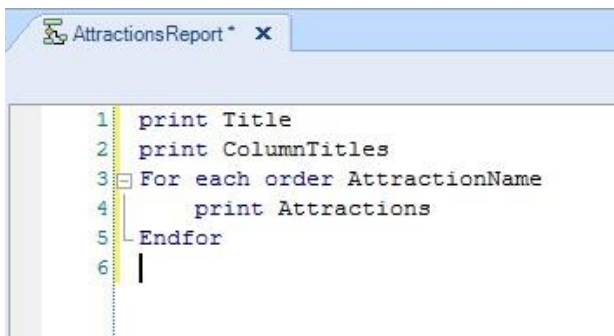 AttractionsReport * X
1 print Title
2 print ColumnTitles
3 For each order AttractionName
4 print Attractions
5 Endfor
6